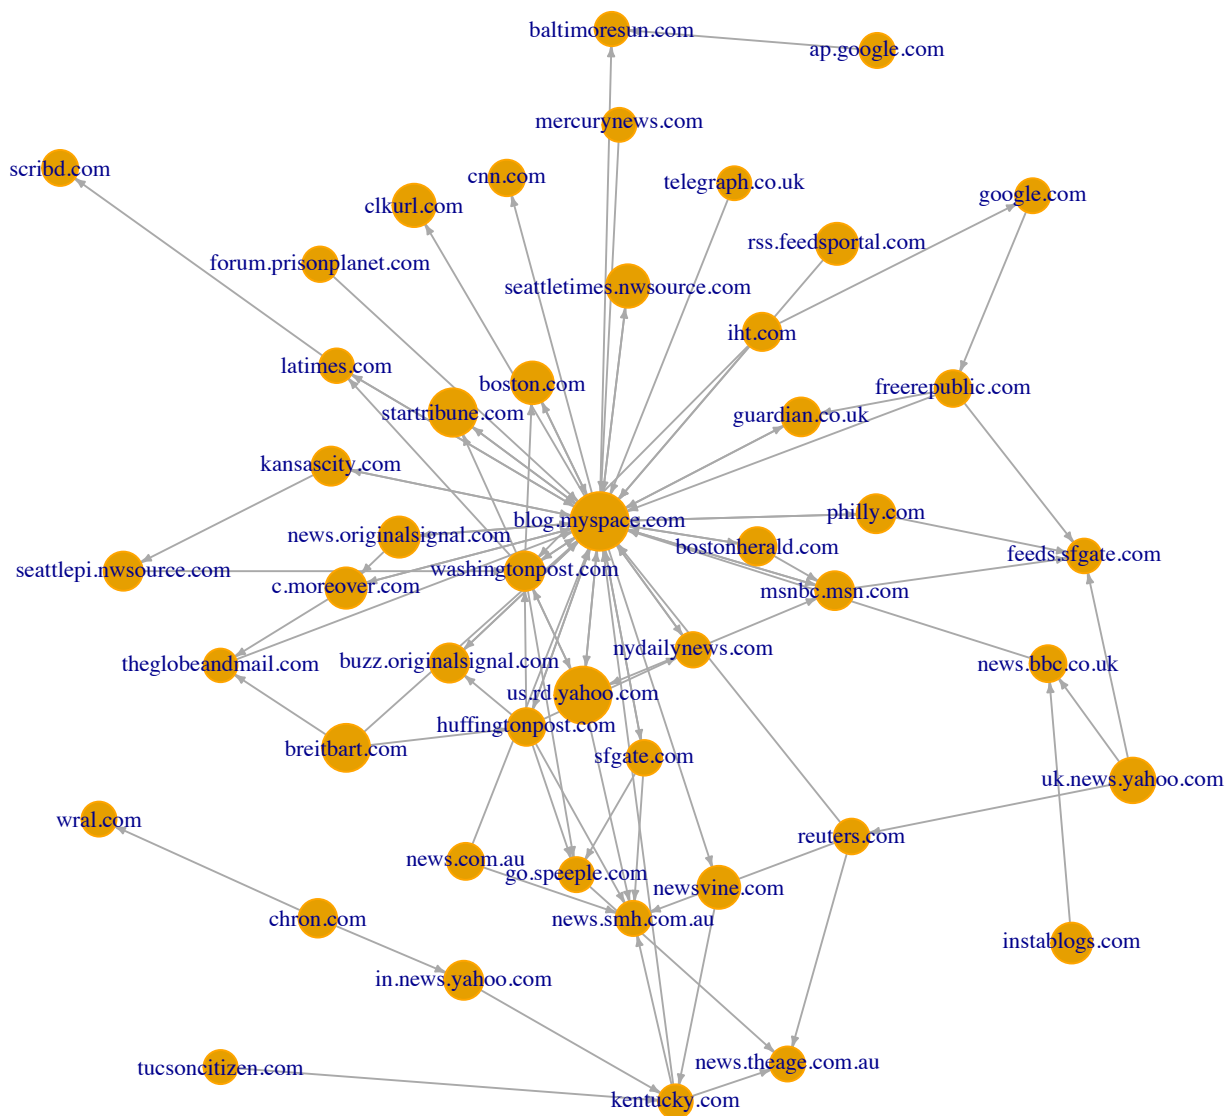 baltimoresun.com
ap.google.com
mercurynews.com
scribd.com
cnn.com
telegraph.co.uk
google.com
clkurl.com
rss.feedsportal.com
forum.prisonplanet.com
seattletimes.nwsource.com
iht.com
latimes.com
boston.com
freerepublic.com
startribune.com
guardian.co.uk
kansascity.com
blog.myspace.com
philly.com
news.originalsignal.com
bostonherald.com
feeds.sfgate.com
seattlepi.nwsource.com
washingtonpost.com
c.moreover.com
msnbc.msn.com
nydailynews.com
theglobeandmail.com
buzz.originalsignal.com
news.bbc.co.uk
us.rd.yahoo.com
huffingtonpost.com
breitbart.com
sfgate.com
uk.news.yahoo.com
wral.com
reuters.com
news.com.au
go.speeple.com
newsvine.com
chron.com
news.smh.com.au
instablogs.com
in.news.yahoo.com
news.theage.com.au
tucsoncitizen.com
kentucky.com